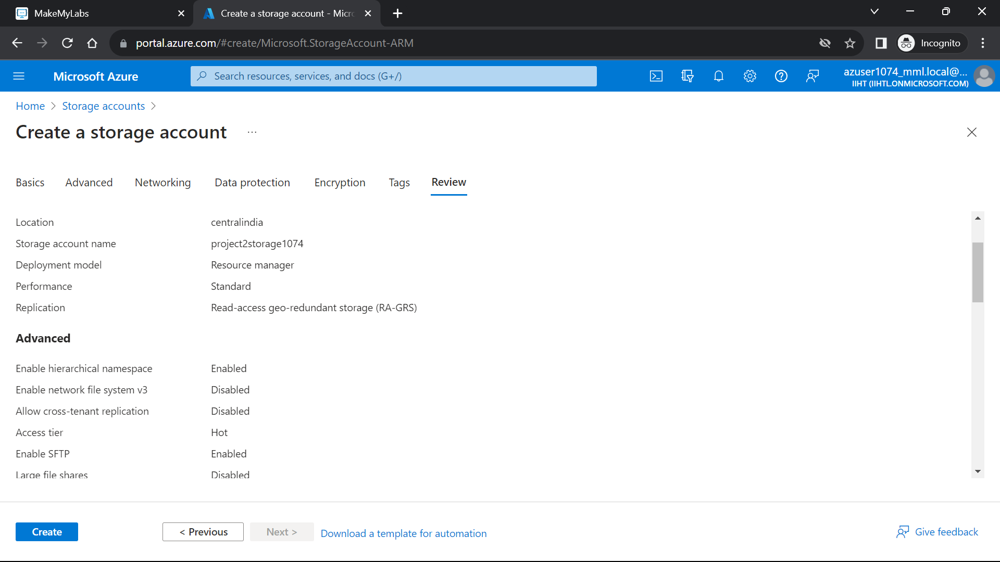 MakeMyLabs
Create a storage account - Micr
portal.azure.com/#create/Microsoft.StorageAccount-ARM
Incognito
Microsoft Azure
Search resources, services, and docs (G+/)
azuser1074_mml.local@...
IIHT (IIHTL.ONMICROSOFT.COM)
Home > Storage accounts >
Create a storage account ...
Basics Advanced Networking Data protection Encryption Tags Review
Location centralindia
Storage account name project2storage1074
Deployment model Resource manager
Performance Standard
Replication Read-access geo-redundant storage (RA-GRS)
Advanced
Enable hierarchical namespace Enabled
Enable network file system v3 Disabled
Allow cross-tenant replication Disabled
Access tier Hot
Enable SFTP Enabled
Large file shares Disabled
Create < Previous Next > Download a template for automation Give feedback